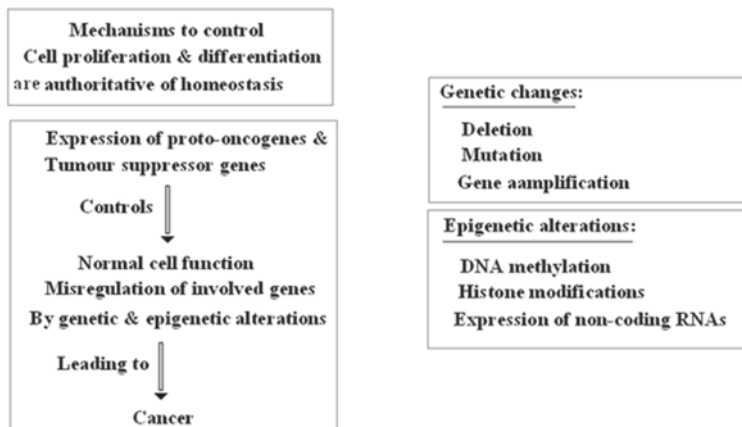 Mechanisms to control
Cell proliferation & differentiation
are authoritative of homeostasis
Expression of proto-oncogenes &
Tumour suppressor genes
Controls
Normal cell function
Misregulation of involved genes
By genetic & epigenetic alterations
Leading to
Cancer
Genetic changes:
Deletion
Mutation
Gene aamplification
Epigenetic alterations:
DNA methylation
Histone modifications
Expression of non-coding RNAs